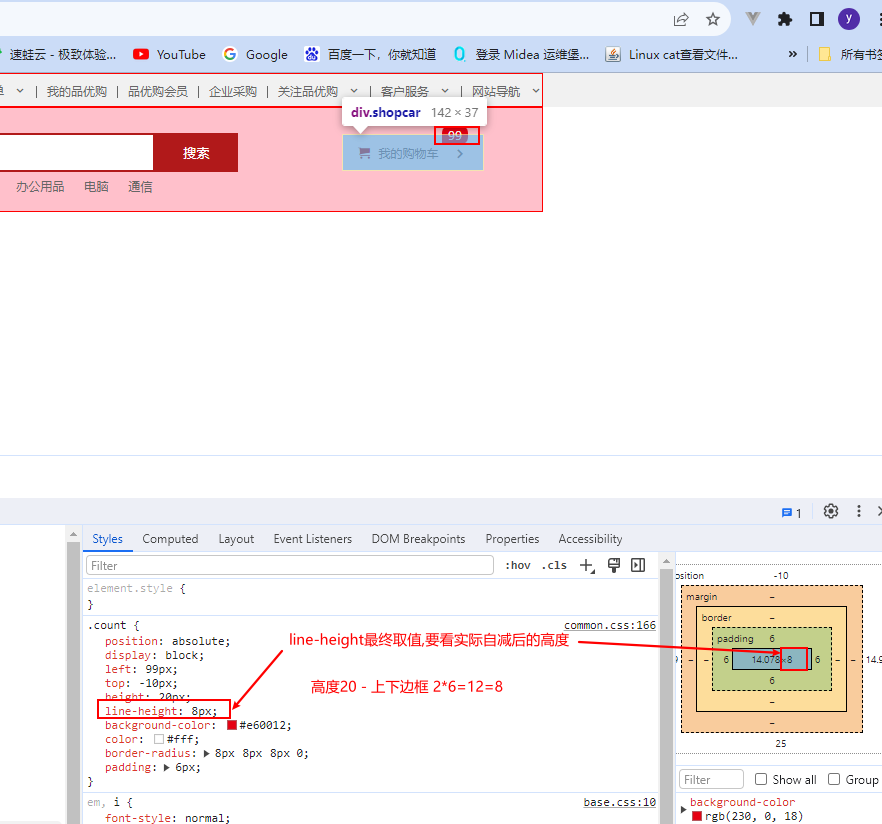 y
速蛙云 - 极致体验...
YouTube
Google
百度一下，你就知道
登录 Midea 运维堡...
Linux cat查看文件...
»
所有书签
单
我的品优购
品优购会员
企业采购
关注品优购
客户服务
网站导航
div.shopcar 142 × 37
99
搜索
我的购物车
办公用品
电脑
通信
1
Styles
Computed
Layout
Event Listeners
DOM Breakpoints
Properties
Accessibility
Filter
:hov
.cls
element.style {
}
.count {
common.css:166
position: absolute;
display: block;
left: 99px;
top: -10px;
height: 20px;
line-height: 8px;
background-color: #e60012;
color: #fff;
border-radius: 8px 8px 8px 0;
padding: 6px;
}
em, i {
base.css:10
font-style: normal;
line-height最终取值,要看实际自减后的高度
高度20 - 上下边框 2*6=12=8
osition
-10
margin
–
border
–
padding
6
9
–
–
6
14.078×8
6
–
–
14.9
6
–
–
25
Filter
Show all
Group
background-color
rgb(230, 0, 18)